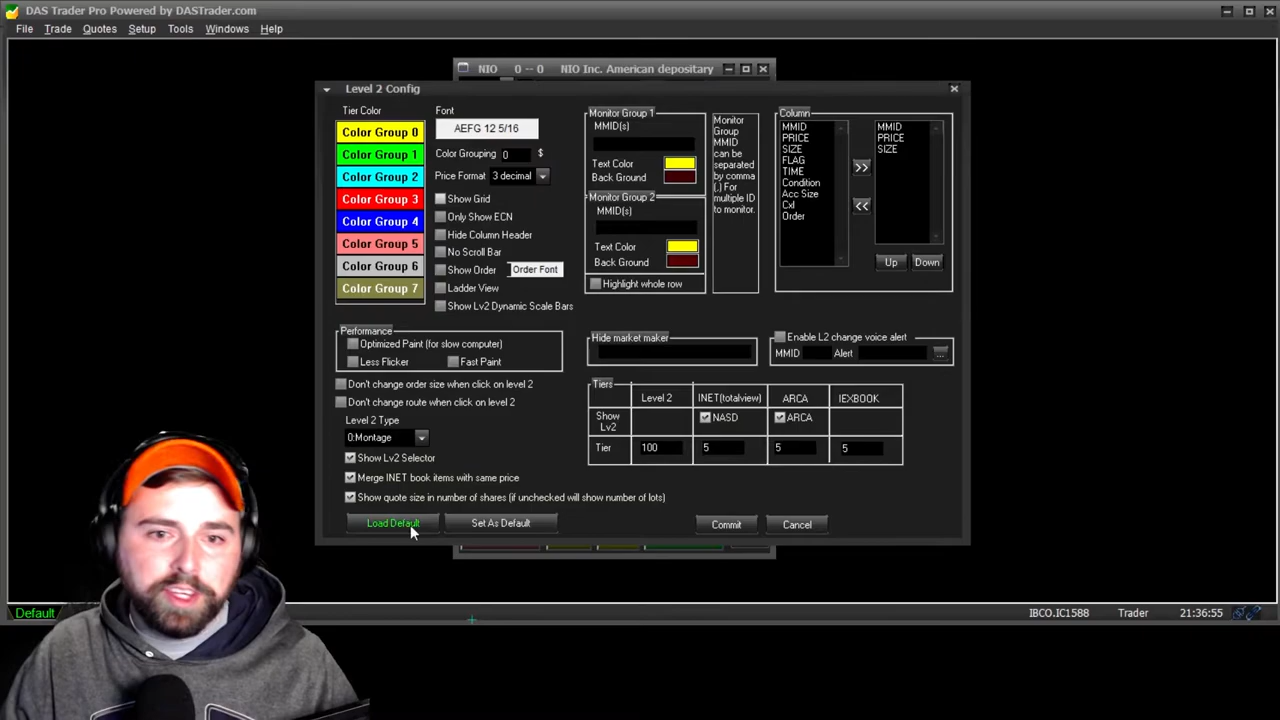 DAS Trader Pro Powered by DASTrader.com
File Trade Quotes Setup Tools Windows Help
NIO 0 -- 0 NIO Inc. American depositary
Level 2 Config
Tier Color
Color Group 0
Color Group 1
Color Group 2
Color Group 3
Color Group 4
Color Group 5
Color Group 6
Color Group 7
Font
AEFG 12 5/16
Color Grouping 0 $
Price Format 3 decimal
Show Grid
Only Show ECN
Hide Column Header
No Scroll Bar
Show Order Order Font
Ladder View
Show Lv2 Dynamic Scale Bars
Monitor Group 1
MMID(s)
Text Color
Back Ground
Monitor Group 2
MMID(s)
Text Color
Back Ground
Highlight whole row
Monitor
Group
MMID
can be
separated
by comma
(,) For
multiple ID
to monitor.
Column
MMID
PRICE
SIZE
FLAG
TIME
Condition
Acc Size
Cxl
Order
>>
<<
MMID
PRICE
SIZE
Up Down
Performance
Optimized Paint (for slow computer)
Less Flicker Fast Paint
Hide market maker
Enable L2 change voice alert
MMID Alert ...
Don't change order size when click on level 2
Don't change route when click on level 2
Level 2 Type
0:Montage
Show Lv2 Selector
Merge INET book items with same price
Show quote size in number of shares (if unchecked will show number of lots)
Tiers
Level 2 INET(totalview) ARCA IEXBOOK
Show
Lv2
NASD ARCA
Tier 100 5 5 5
Load Default Set As Default Commit Cancel
Default IBCO.IC1588 Trader 21:36:55